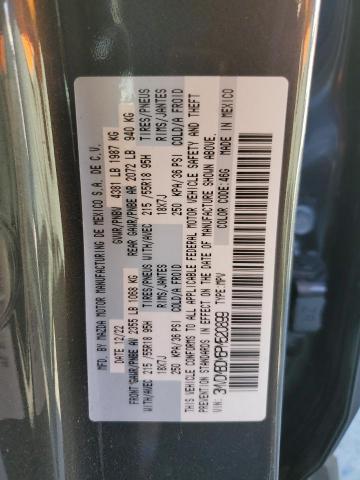 MFD. BY MAZDA MOTOR MANUFACTURING DE MEXICO S.A. DE C.V.
DATE: 12/22 GVWR/PNBV 4381 LB 1987 KG
FRONT GAWR/PNBE AV 2355 LB 1068 KG REAR GAWR/PNBE AR 2072 LB 940 KG
WITH/AVEC 215/55R18 95H TIRES/PNEUS WITH/AVEC 215/55R18 95H TIRES/PNEUS
18X7J RIMS/JANTES 18X7J RIMS/JANTES
250 KPA/36 PSI COLD/A FROID 250 KPA/36 PSI COLD/A FROID
THIS VEHICLE CONFORMS TO ALL APPLICABLE FEDERAL MOTOR VEHICLE SAFETY AND THEFT
PREVENTION STANDARDS IN EFFECT ON THE DATE OF MANUFACTURE SHOWN ABOVE.
TYPE: MPV COLOR CODE: 46G MADE IN MEXICO
VIN: